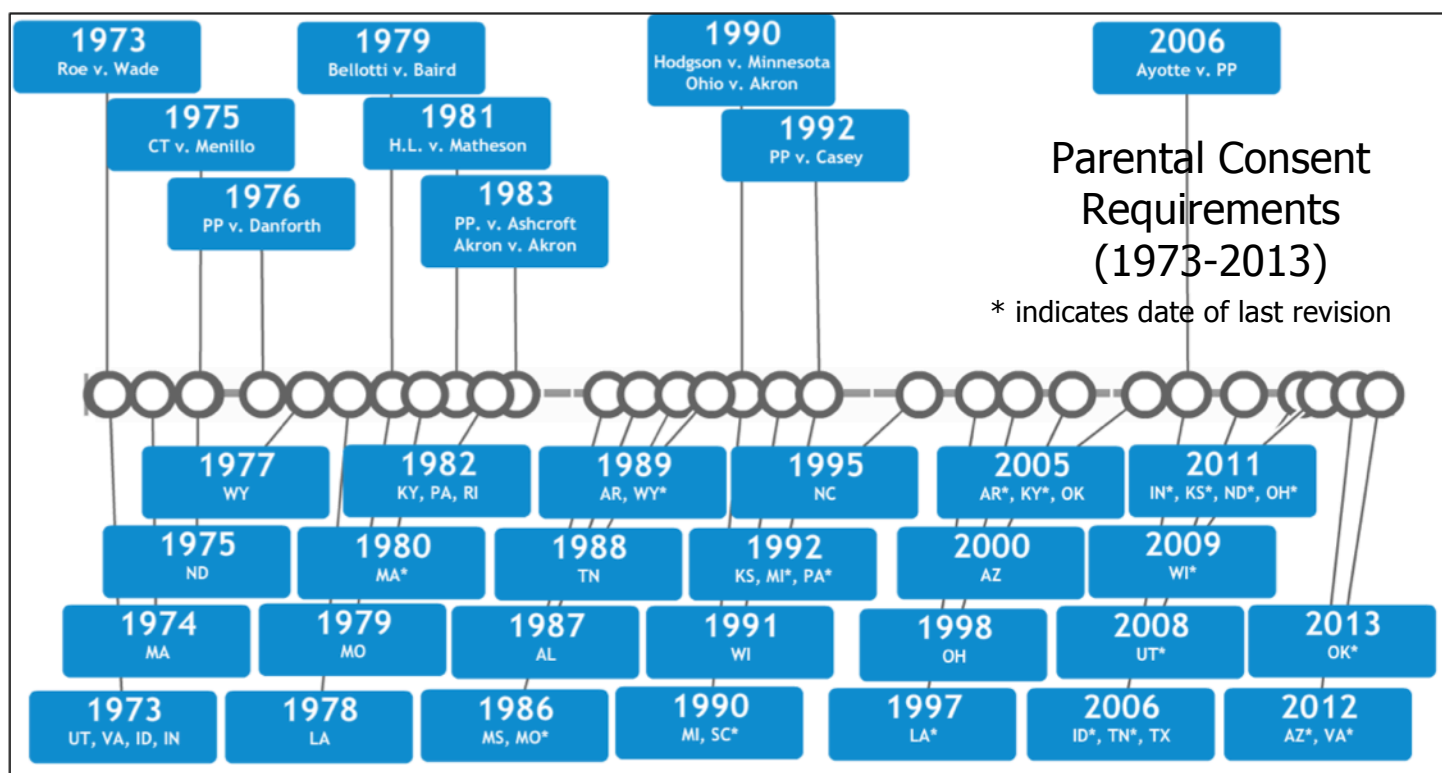 1973
Roe v. Wade
1975
CT v. Menillo
1976
PP v. Danforth
1979
Bellotti v. Baird
1981
H.L. v. Matheson
1983
PP. v. Ashcroft
Akron v. Akron
1990
Hodgson v. Minnesota
Ohio v. Akron
1992
PP v. Casey
2006
Ayotte v. PP
Parental Consent
Requirements
(1973-2013)
* indicates date of last revision
1977
WY
1975
ND
1974
MA
1973
UT, VA, ID, IN
1982
KY, PA, RI
1980
MA*
1979
MO
1978
LA
1989
AR, WY*
1988
TN
1987
AL
1986
MS, MO*
1995
NC
1992
KS, MI*, PA*
1991
WI
1990
MI, SC*
2005
AR*, KY*, OK
2000
AZ
1998
OH
1997
LA*
2011
IN*, KS*, ND*, OH*
2009
WI*
2008
UT*
2006
ID*, TN*, TX
2013
OK*
2012
AZ*, VA*